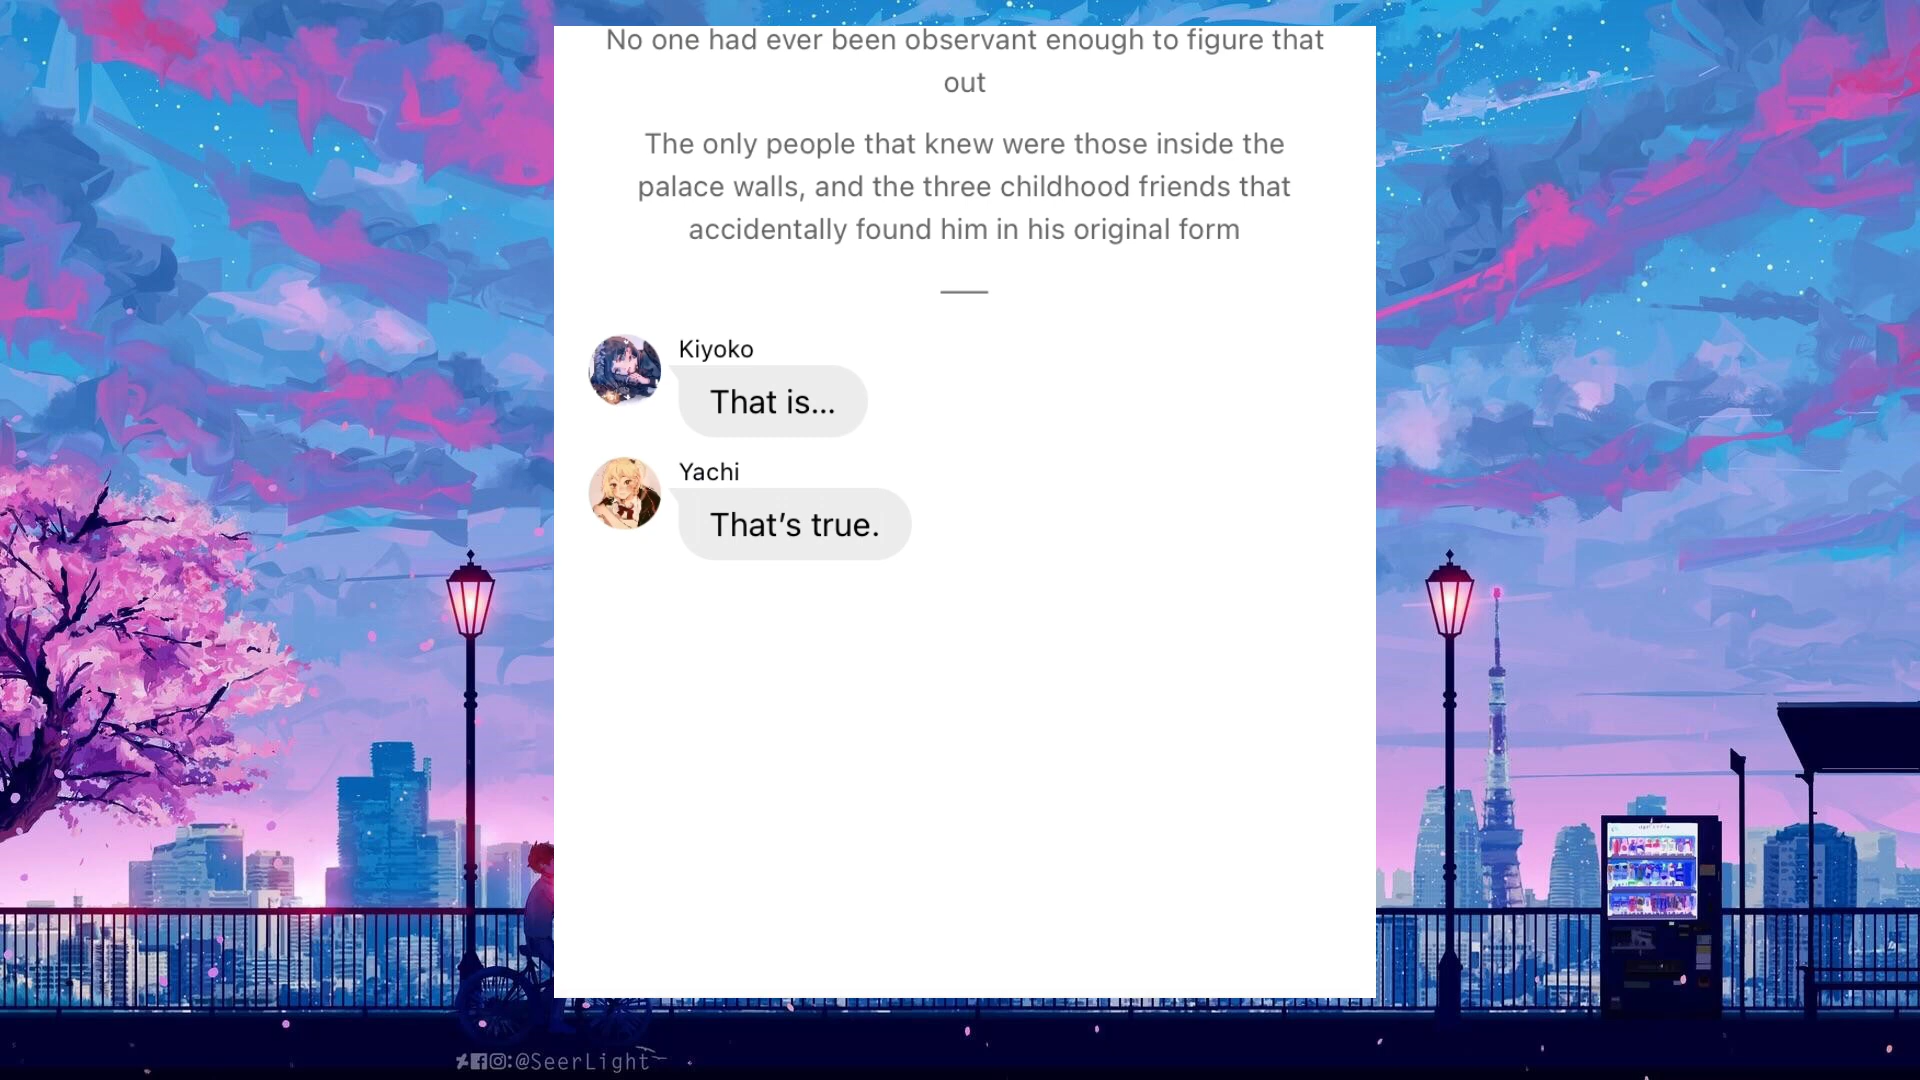 No one had ever been observant enough to figure that
out
The only people that knew were those inside the
palace walls, and the three childhood friends that
accidentally found him in his original form
Kiyoko
That is...
Yachi
That’s true.
:@SeerLight